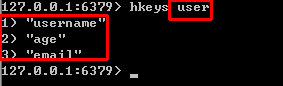 127.0.0.1:6379> hkeys user
1) "username"
2) "age"
3) "email"
127.0.0.1:6379>